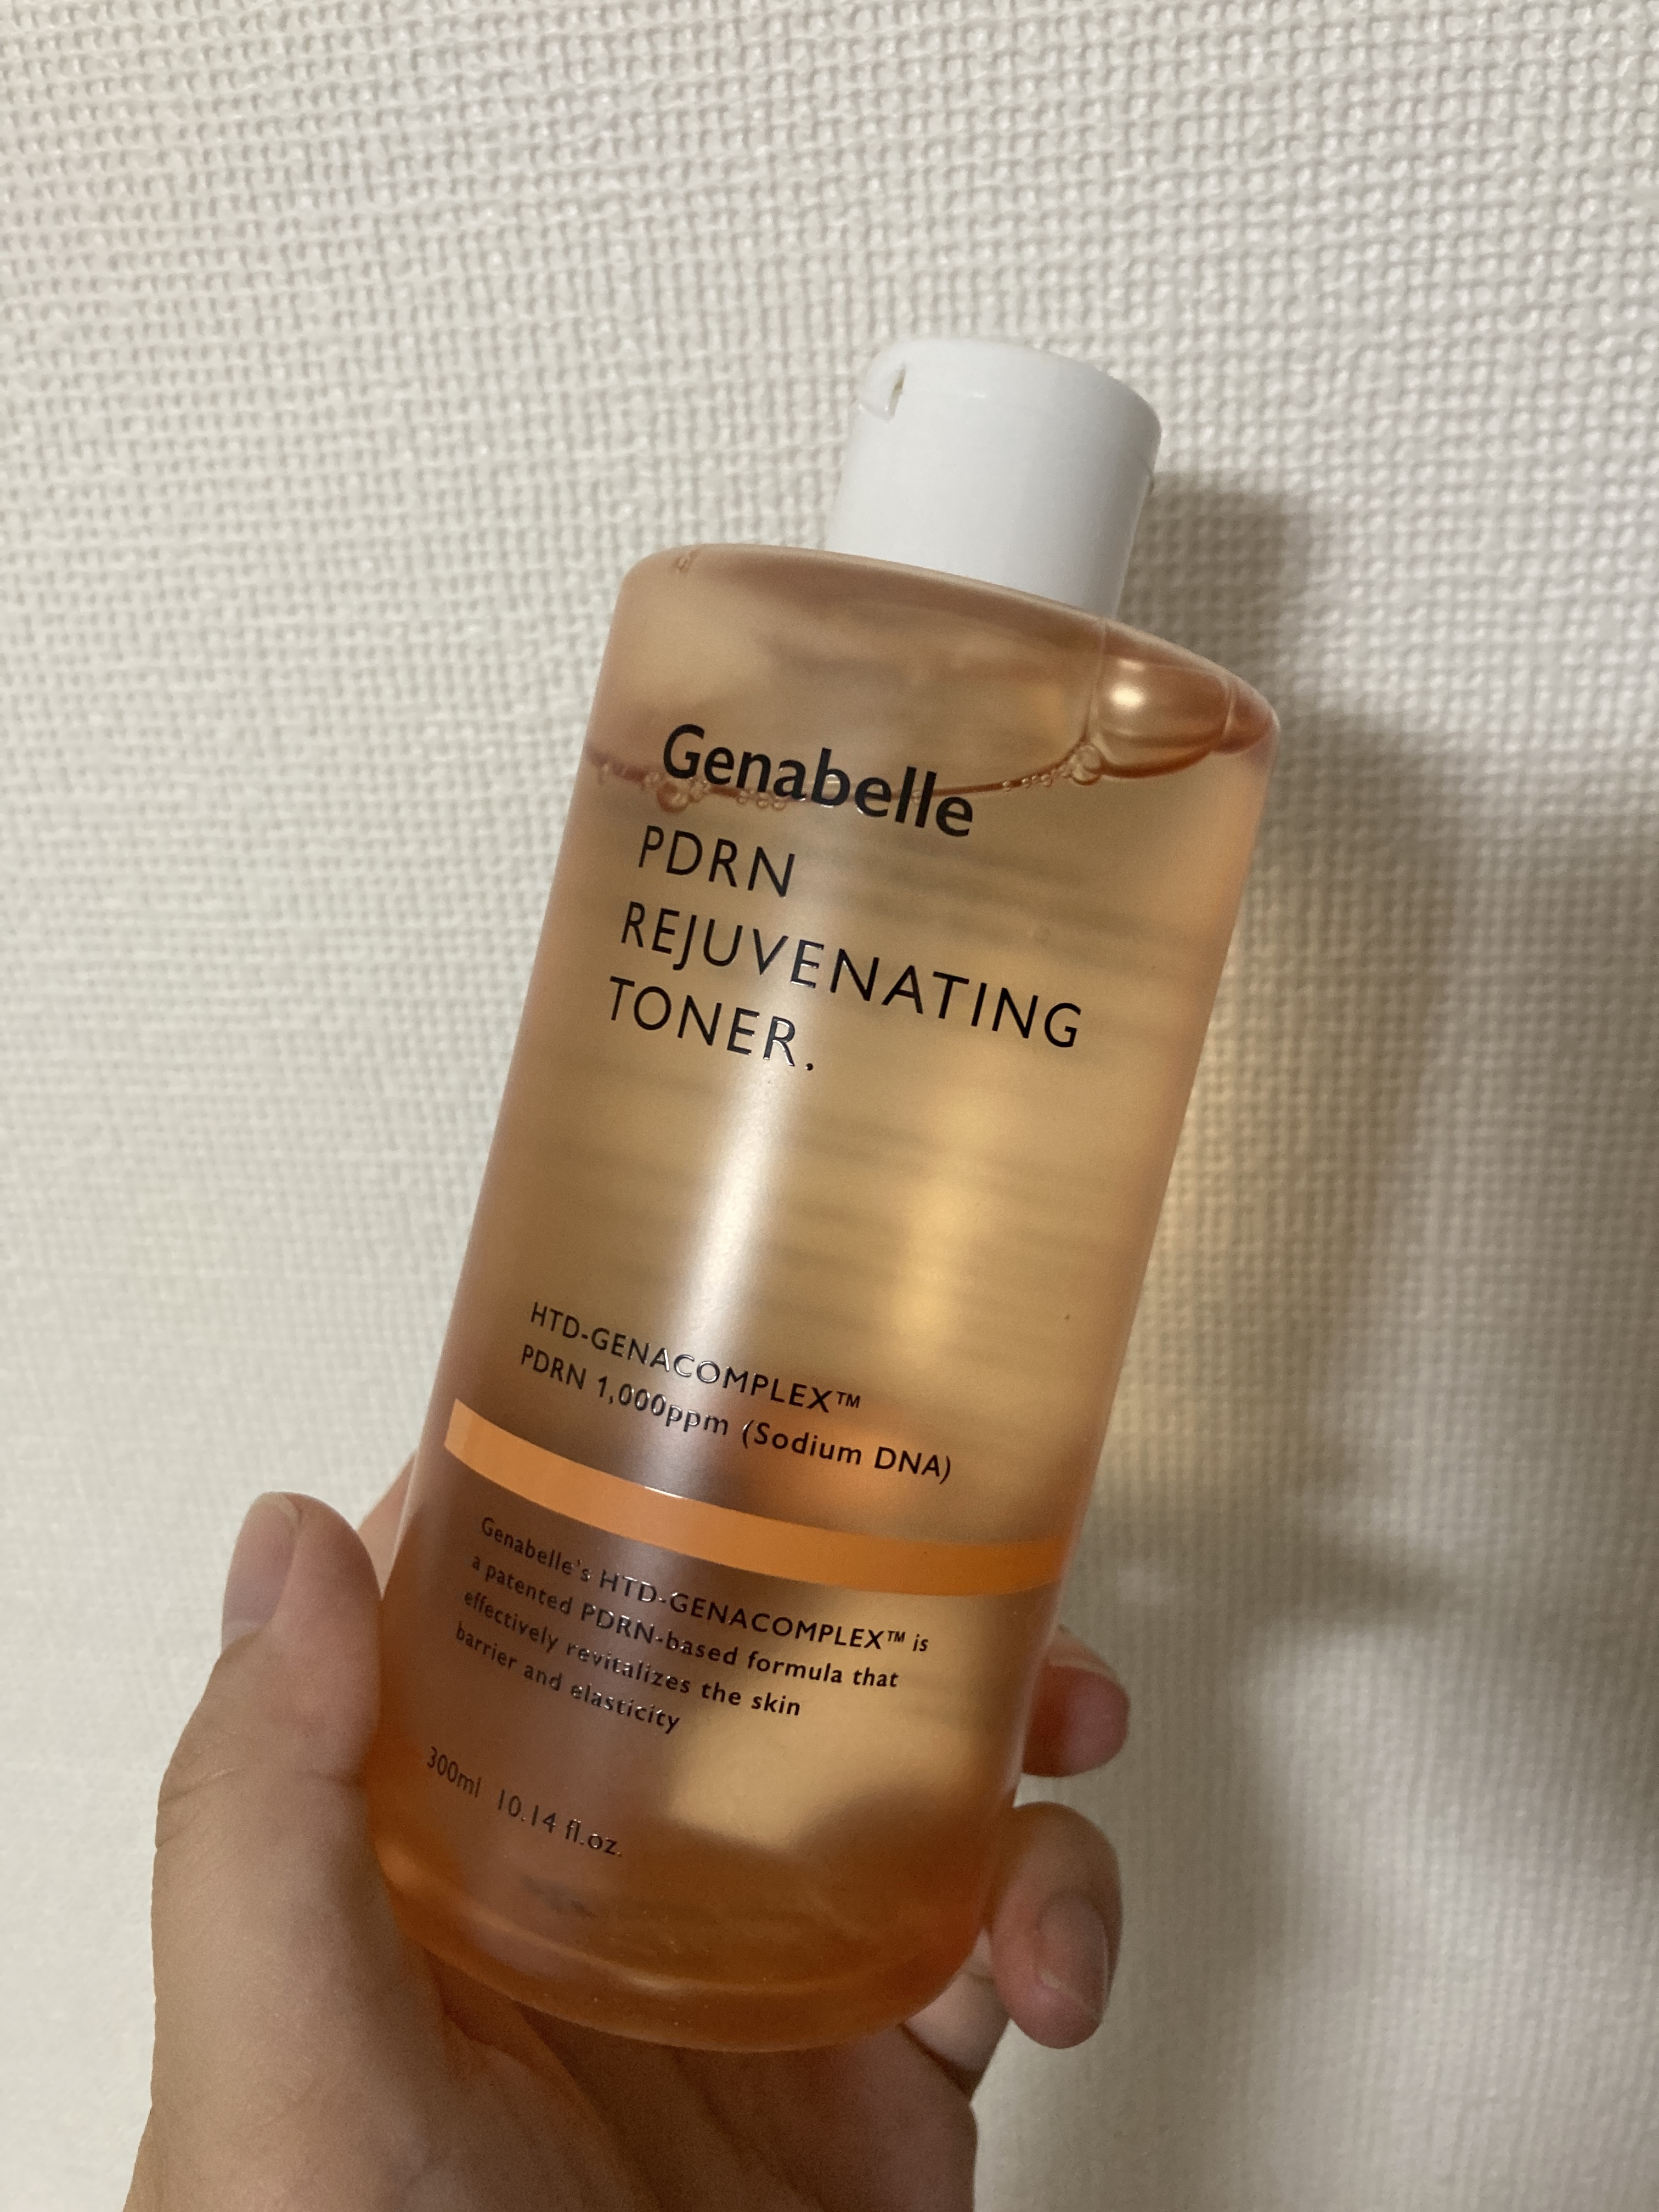 Genabelle
PDRN
REJUVENATING
TONER.
HTD-GENACOMPLEX™
PDRN 1,000ppm (Sodium DNA)
Genabelle's HTD-GENACOMPLEX™ is
a patented PDRN-based formula that
effectively revitalizes the skin
barrier and elasticity
300ml 10.14 fl.oz.